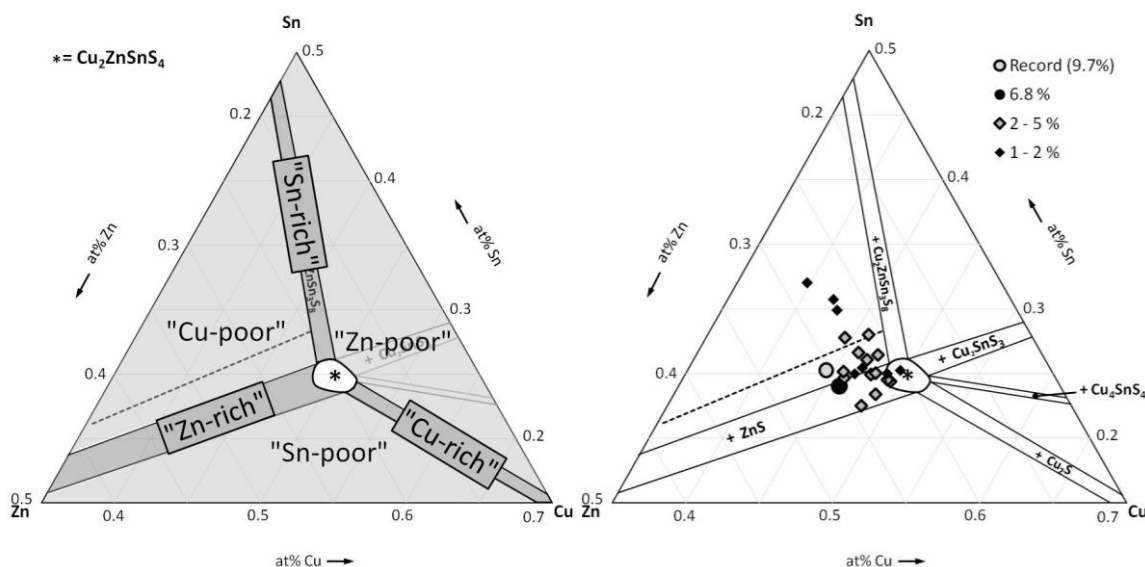 Sn
∗= Cu₂ZnSnS₄
0.5
0.2
0.4
at% Zn
at% Sn
0.3
"Sn-rich"
ZnSn₃S₈
0.3
"Cu-poor"
"Zn-poor"
0.4
*
"Zn-rich"
"Cu-rich"
0.2
"Sn-poor"
0.5
Zn
Cu
0.4
0.5
0.6
0.7
at% Cu
Sn
0.5
Record (9.7%)
6.8 %
2 - 5 %
1 - 2 %
0.2
0.4
at% Zn
at% Sn
0.3
+ Cu₂ZnSn₃S₈
0.3
+ Cu₂SnS₃
0.4
*
+ Cu₄SnS₄
+ ZnS
0.2
+ Cu₂S
0.5
Zn
Cu
0.4
0.5
0.6
0.7
at% Cu